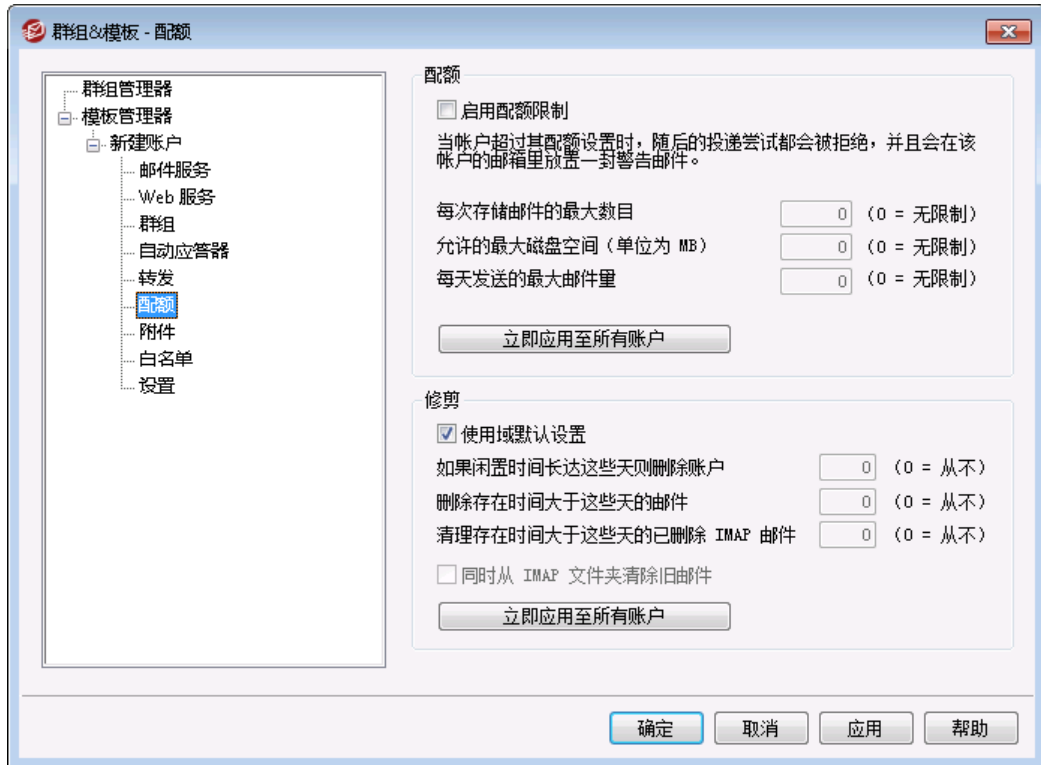 群组&模板 - 配额
群组管理器
模板管理器
新建账户
邮件服务
Web 服务
群组
自动应答器
转发
配额
附件
白名单
设置
配额
启用配额限制
当帐户超过其配额设置时，随后的投递尝试都会被拒绝，并且会在该
帐户的邮箱里放置一封警告邮件。
每次存储邮件的最大数目 0 (0 = 无限制)
允许的最大磁盘空间（单位为 MB） 0 (0 = 无限制)
每天发送的最大邮件量 0 (0 = 无限制)
立即应用至所有账户
修剪
使用域默认设置
如果闲置时间长达这些天则删除账户 0 (0 = 从不)
删除存在时间大于这些天的邮件 0 (0 = 从不)
清理存在时间大于这些天的已删除 IMAP 邮件 0 (0 = 从不)
同时从 IMAP 文件夹清除旧邮件
立即应用至所有账户
确定 取消 应用 帮助